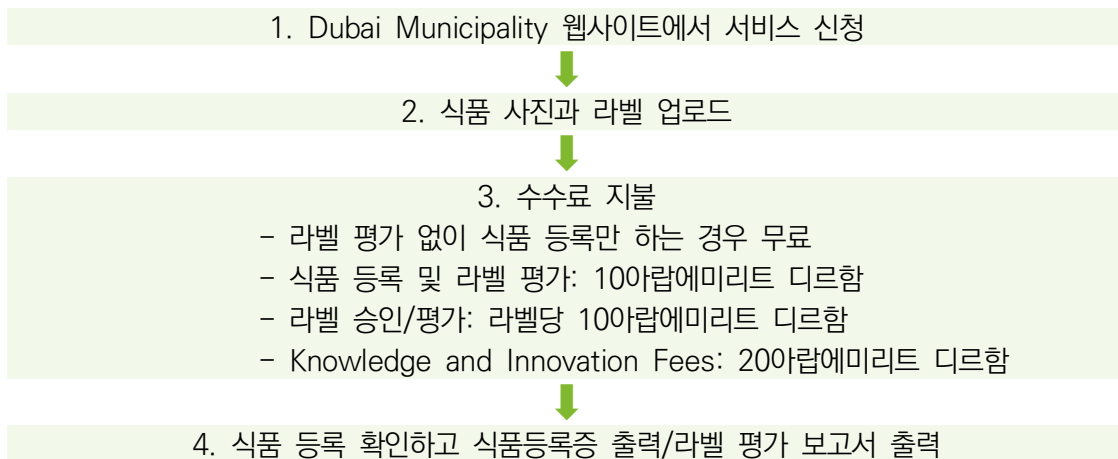 1. Dubai Municipality 웹사이트에서 서비스 신청
2. 식품 사진과 라벨 업로드
3. 수수료 지불
- 라벨 평가 없이 식품 등록만 하는 경우 무료
- 식품 등록 및 라벨 평가: 10아랍에미리트 디르함
- 라벨 승인/평가: 라벨당 10아랍에미리트 디르함
- Knowledge and Innovation Fees: 20아랍에미리트 디르함
4. 식품 등록 확인하고 식품등록증 출력/라벨 평가 보고서 출력